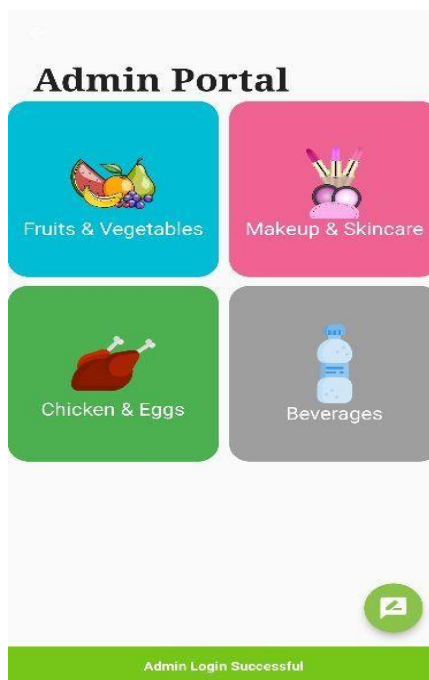 Admin Portal
Fruits & Vegetables
Makeup & Skincare
Chicken & Eggs
Beverages
Admin Login Successful